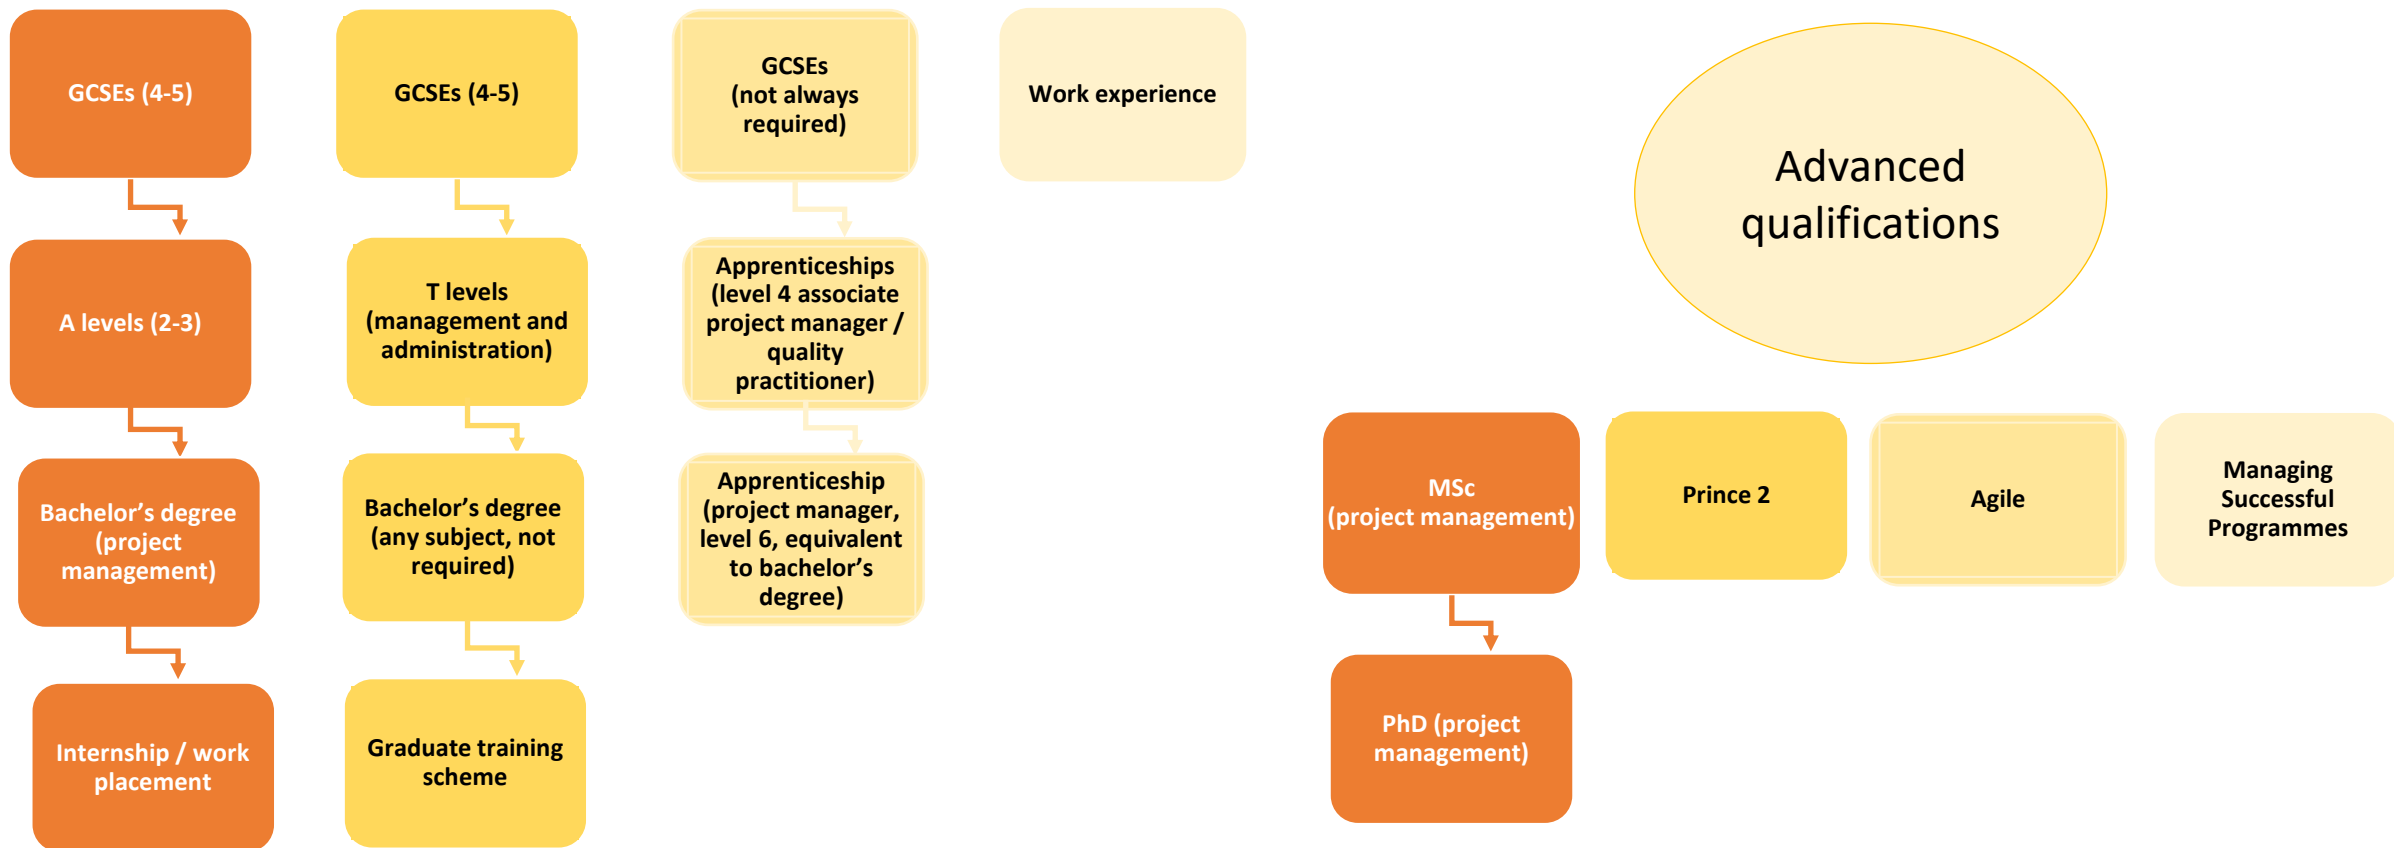 GCSEs (4-5)
A levels (2-3)
Bachelor’s degree
(project
management)
Internship / work
placement
GCSEs (4-5)
T levels
(management and
administration)
Bachelor’s degree
(any subject, not
required)
Graduate training
scheme
GCSEs
(not always
required)
Apprenticeships
(level 4 associate
project manager /
quality
practitioner)
Apprenticeship
(project manager,
level 6, equivalent
to bachelor’s
degree)
Work experience
Advanced
qualifications
MSc
(project management)
PhD (project
management)
Prince 2
Agile
Managing
Successful
Programmes